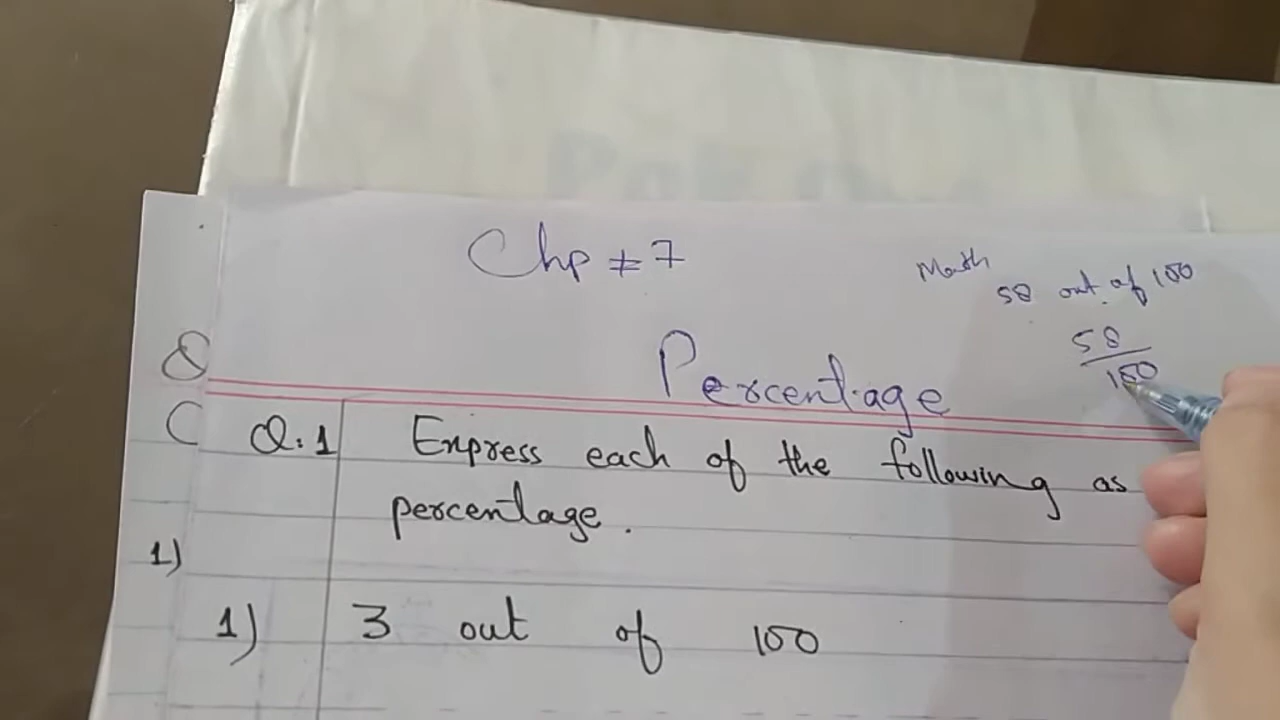 Chp # 7
Math
58 out of 100
58
100
Percentage
Q.1 Express each of the following as
percentage.
1)
1) 3 out of 100